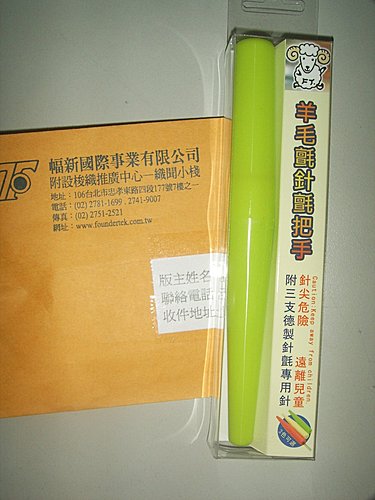 幅新國際事業有限公司
附設梭織推廣中心─織閒小棧
地址：106台北市忠孝東路四段177號7樓之一
電話：(02) 2781-1699 . 2741-9007
傳真：(02) 2751-2521
網址：www.foundertek.com.tw
版主姓名
聯絡電話
收件地址
F.T.
羊毛氈針氈把手
Caution:Keep away from children
針尖危險 遠離兒童
附三支德製針氈專用針